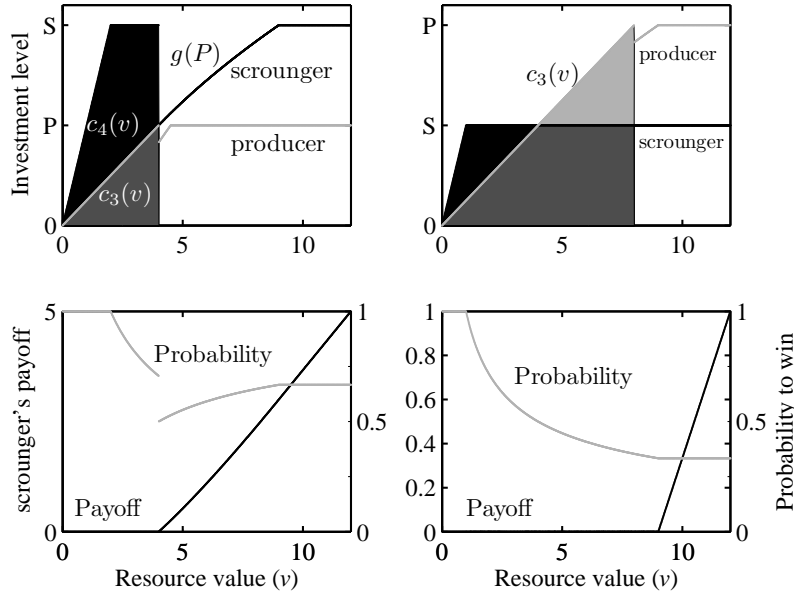 S
P
0
0
5
10
Investment level
g(P)
scrounger
c₄(v)
c₃(v)
producer
P
S
0
0
5
10
c₃(v)
producer
scrounger
5
0
1
0.5
0
0
5
10
scrounger's payoff
Probability
Payoff
Resource value (v)
1
0.8
0.6
0.4
0.2
0
1
0.5
0
0
5
10
Probability
Payoff
Resource value (v)
Probability to win